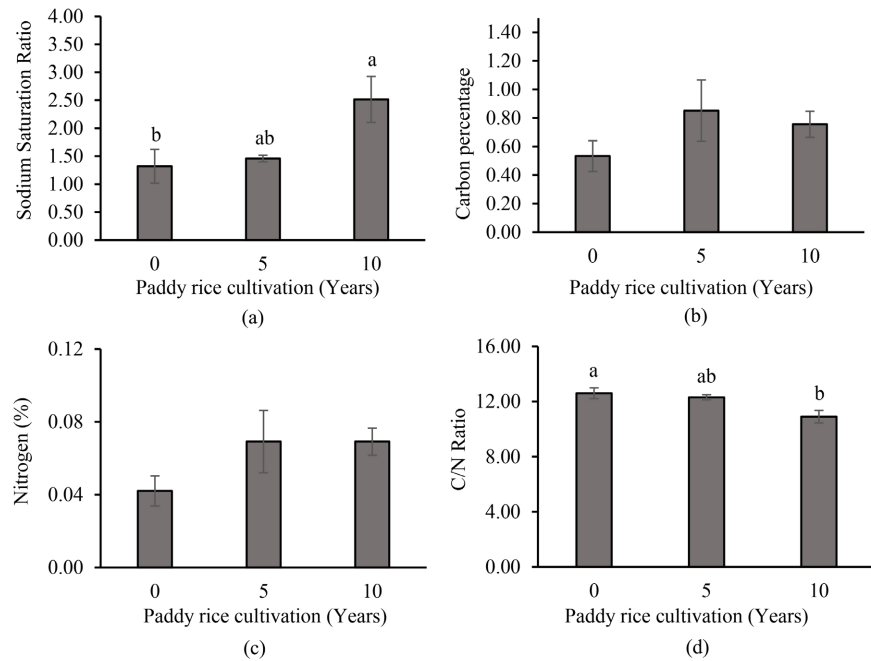 Sodium Saturation Ratio
4.00
3.50
3.00
2.50
2.00
1.50
1.00
0.50
0.00
b
ab
a
0 5 10
Paddy rice cultivation (Years)
(a)
Carbon percentage
1.40
1.20
1.00
0.80
0.60
0.40
0.20
0.00
0 5 10
Paddy rice cultivation (Years)
(b)
Nitrogen (%)
0.12
0.08
0.04
0.00
0 5 10
Paddy rice cultivation (Years)
(c)
C/N Ratio
16.00
12.00
8.00
4.00
0.00
a
ab
b
0 5 10
Paddy rice cultivation (Years)
(d)